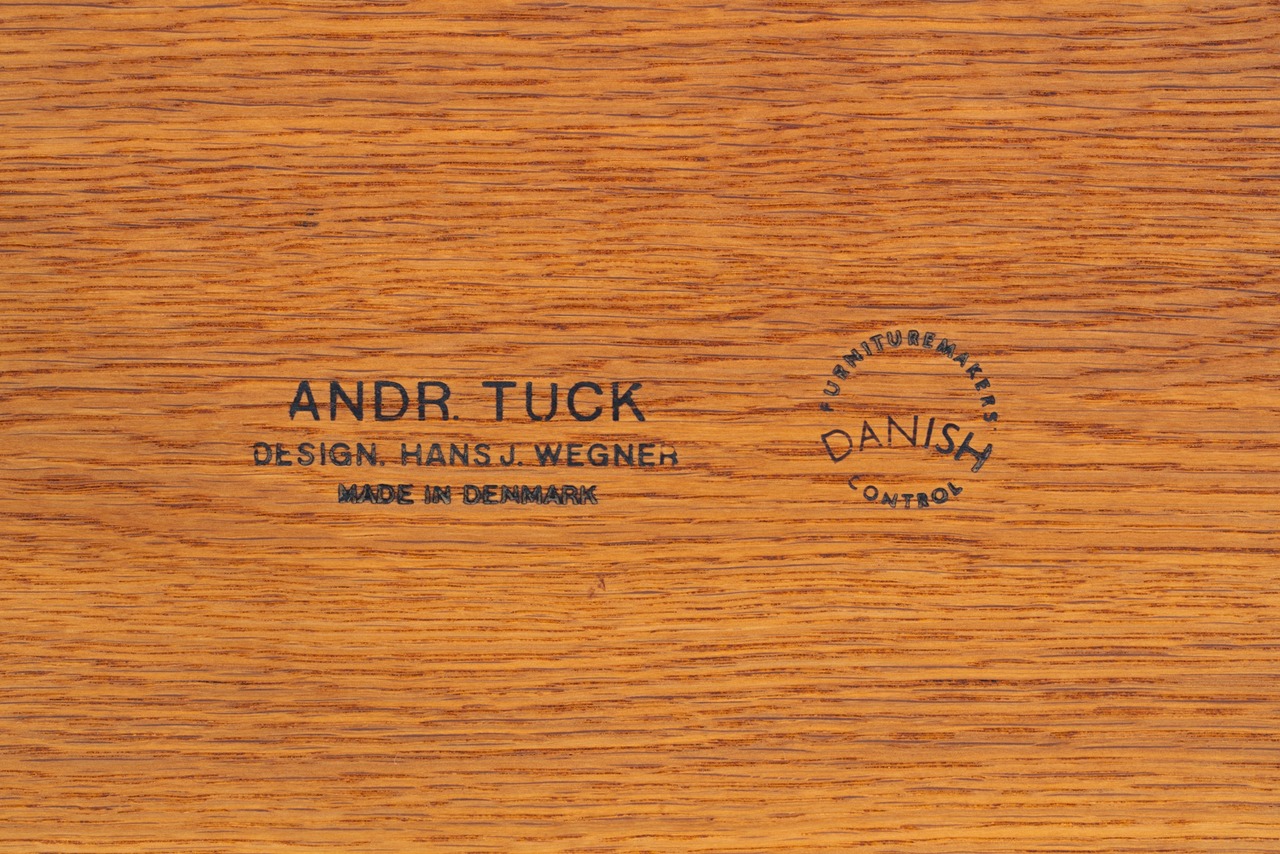 ANDR. TUCK
DESIGN. HANS J. WEGNER
MADE IN DENMARK
FURNITUREMAKERS'
DANISH
CONTROL